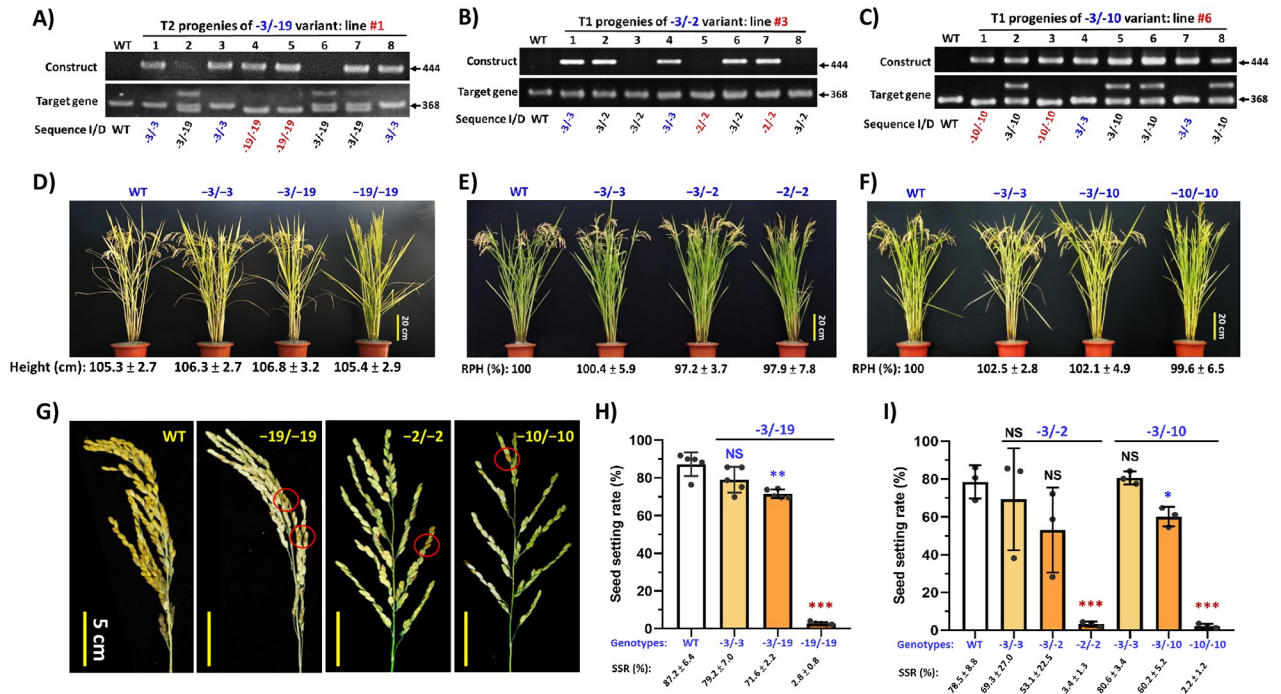 A)
T2 progenies of -3/-19 variant: line #1
WT 1 2 3 4 5 6 7 8
Construct 444
Target gene 368
Sequence I/D WT -3/-3 -3/-19 -3/-3 -19/-19 -19/-19 -3/-19 -3/-19 -3/-3
B)
T1 progenies of -3/-2 variant: line #3
WT 1 2 3 4 5 6 7 8
Construct 444
Target gene 368
Sequence I/D WT -3/-3 -3/-2 -3/-2 -3/-3 -2/-2 -3/-2 -2/-2 -3/-2
C)
T1 progenies of -3/-10 variant: line #6
WT 1 2 3 4 5 6 7 8
Construct 444
Target gene 368
Sequence I/D WT -10/-10 -3/-10 -10/-10 -3/-3 -3/-10 -3/-10 -3/-3 -3/-10
D)
WT −3/−3 −3/−19 −19/−19
20 cm
Height (cm): 105.3 ± 2.7 106.3 ± 2.7 106.8 ± 3.2 105.4 ± 2.9
E)
WT −3/−3 −3/−2 −2/−2
20 cm
RPH (%): 100 100.4 ± 5.9 97.2 ± 3.7 97.9 ± 7.8
F)
WT −3/−3 −3/−10 −10/−10
20 cm
RPH (%): 100 102.5 ± 2.8 102.1 ± 4.9 99.6 ± 6.5
G)
WT −19/−19 −2/−2 −10/−10
5 cm
H)
-3/-19
Seed setting rate (%)
100
80
60
40
20
0
NS ** ***
Genotypes: WT -3/-3 -3/-19 -19/-19
SSR (%): 87.2 ± 6.4 79.2 ± 7.0 71.6 ± 2.2 2.8 ± 0.8
I)
-3/-2 -3/-10
Seed setting rate (%)
100
80
60
40
20
0
NS NS *** NS * ***
Genotypes: WT -3/-3 -3/-2 -2/-2 -3/-3 -3/-10 -10/-10
SSR (%): 78.5 ± 8.8 69.3 ± 27.0 53.1 ± 22.5 3.4 ± 1.3 80.6 ± 3.4 60.2 ± 5.2 2.2 ± 1.2